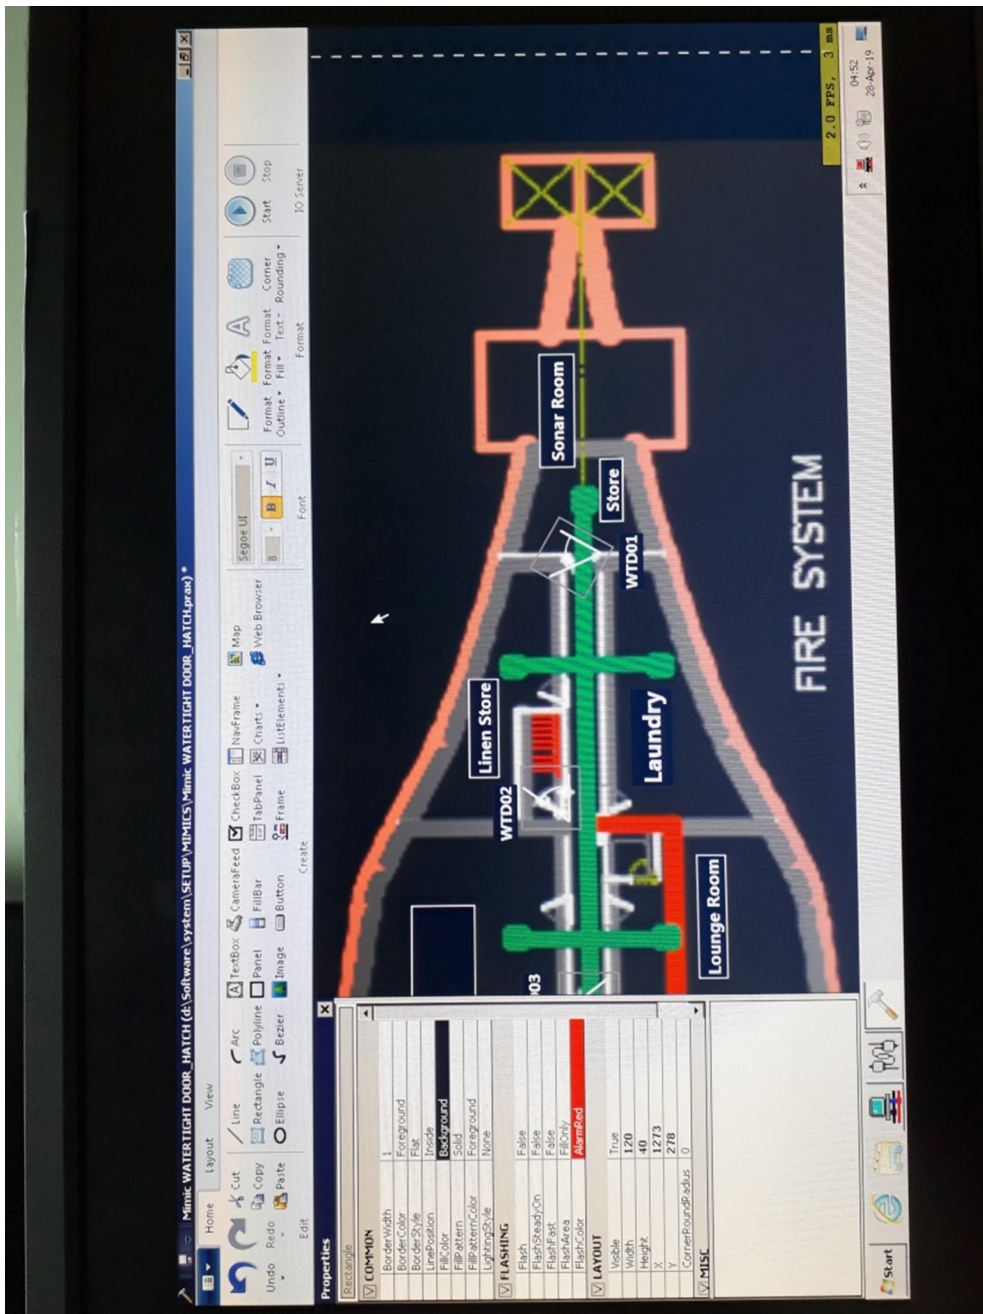 Mimic WATERTIGHT DOOR_HATCH (d:\Software\system\SETUP\MIMICS\Mimic WATERTIGHT DOOR_HATCH.prax) *
Home Layout View
Undo Redo
Cut
Copy
Paste
Edit
Line Arc TextBox CameraFeed CheckBox NavFrame Map
Rectangle Polyline Panel FillBar TabPanel Charts Web Browser
Ellipse Bezier Image Button Frame ListElements
Create
Segoe UI
8 B I U
Font
Format Outline
Format Fill
Format Text
Corner Rounding
Format
Start Stop
IO Server
Properties
Rectangle
COMMON
BorderWidth 1
BorderColor Foreground
BorderStyle Flat
LinePosition Inside
FillColor Background
FillPattern Solid
FillPatternColor Foreground
LightingStyle None
FLASHING
Flash False
FlashSteadyOn False
FlashFast False
FlashArea FillOnly
FlashColor AlarmRed
LAYOUT
Visible True
Width 120
Height 40
X 1273
Y 278
CornerRoundRadius 0
MISC
03
WTD02
Linen Store
Sonar Room
Store
WTD01
Laundry
Lounge Room
FIRE SYSTEM
2.0 FPS, 3 ms
Start
04:52
28-Apr-19